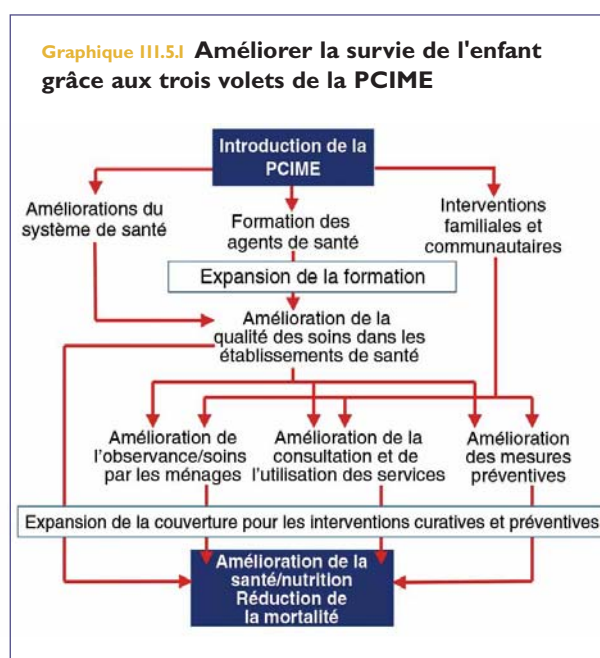 Graphique III.5.1 Améliorer la survie de l'enfant
grâce aux trois volets de la PCIME
Introduction de la
PCIME
Améliorations du
système de santé
Formation des
agents de santé
Interventions
familiales et
communautaires
Expansion de la formation
Amélioration de la
qualité des soins dans les
établissements de santé
Amélioration de
l'observance/soins
par les ménages
Amélioration de la
consultation et de
l'utilisation des services
Amélioration
des mesures
préventives
Expansion de la couverture pour les interventions curatives et préventives
Amélioration de la
santé/nutrition
Réduction de
la mortalité